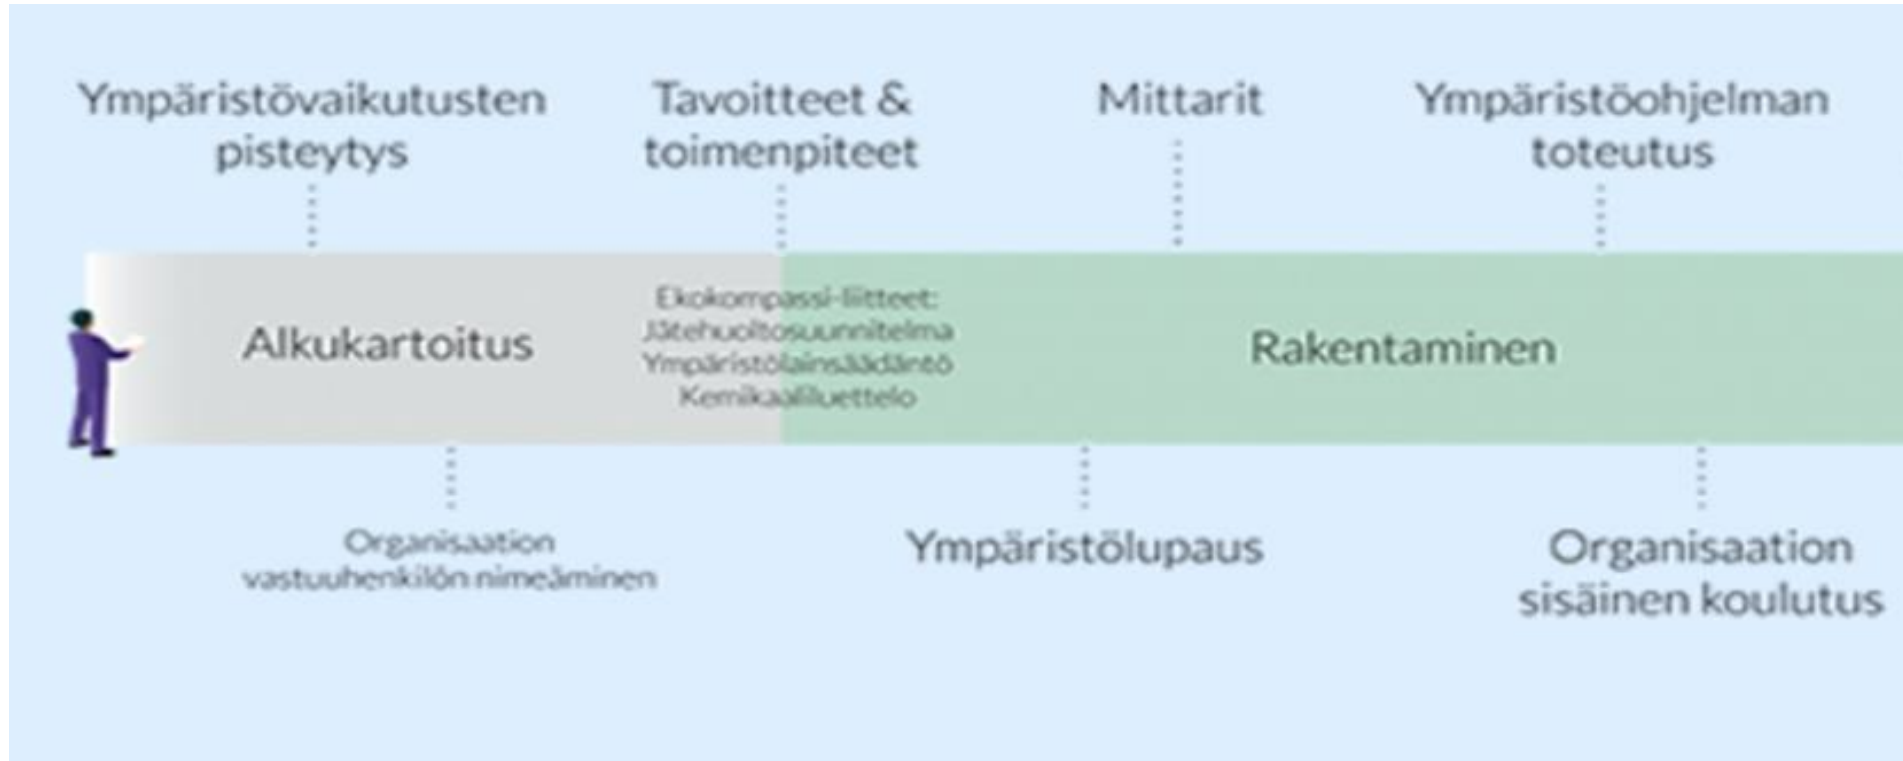 Ympäristövaikutusten
pisteytys
Tavoitteet &
toimenpiteet
Mittarit
Ympäristöohjelman
toteutus
Alkukartoitus
Ekokompassi-liitteet:
Jätehuoltosuunnitelma
Ympäristölainsäädäntö
Kemikaaliluettelo
Rakentaminen
Organisaation
vastuuhenkilön nimeäminen
Ympäristölupaus
Organisaation
sisäinen koulutus